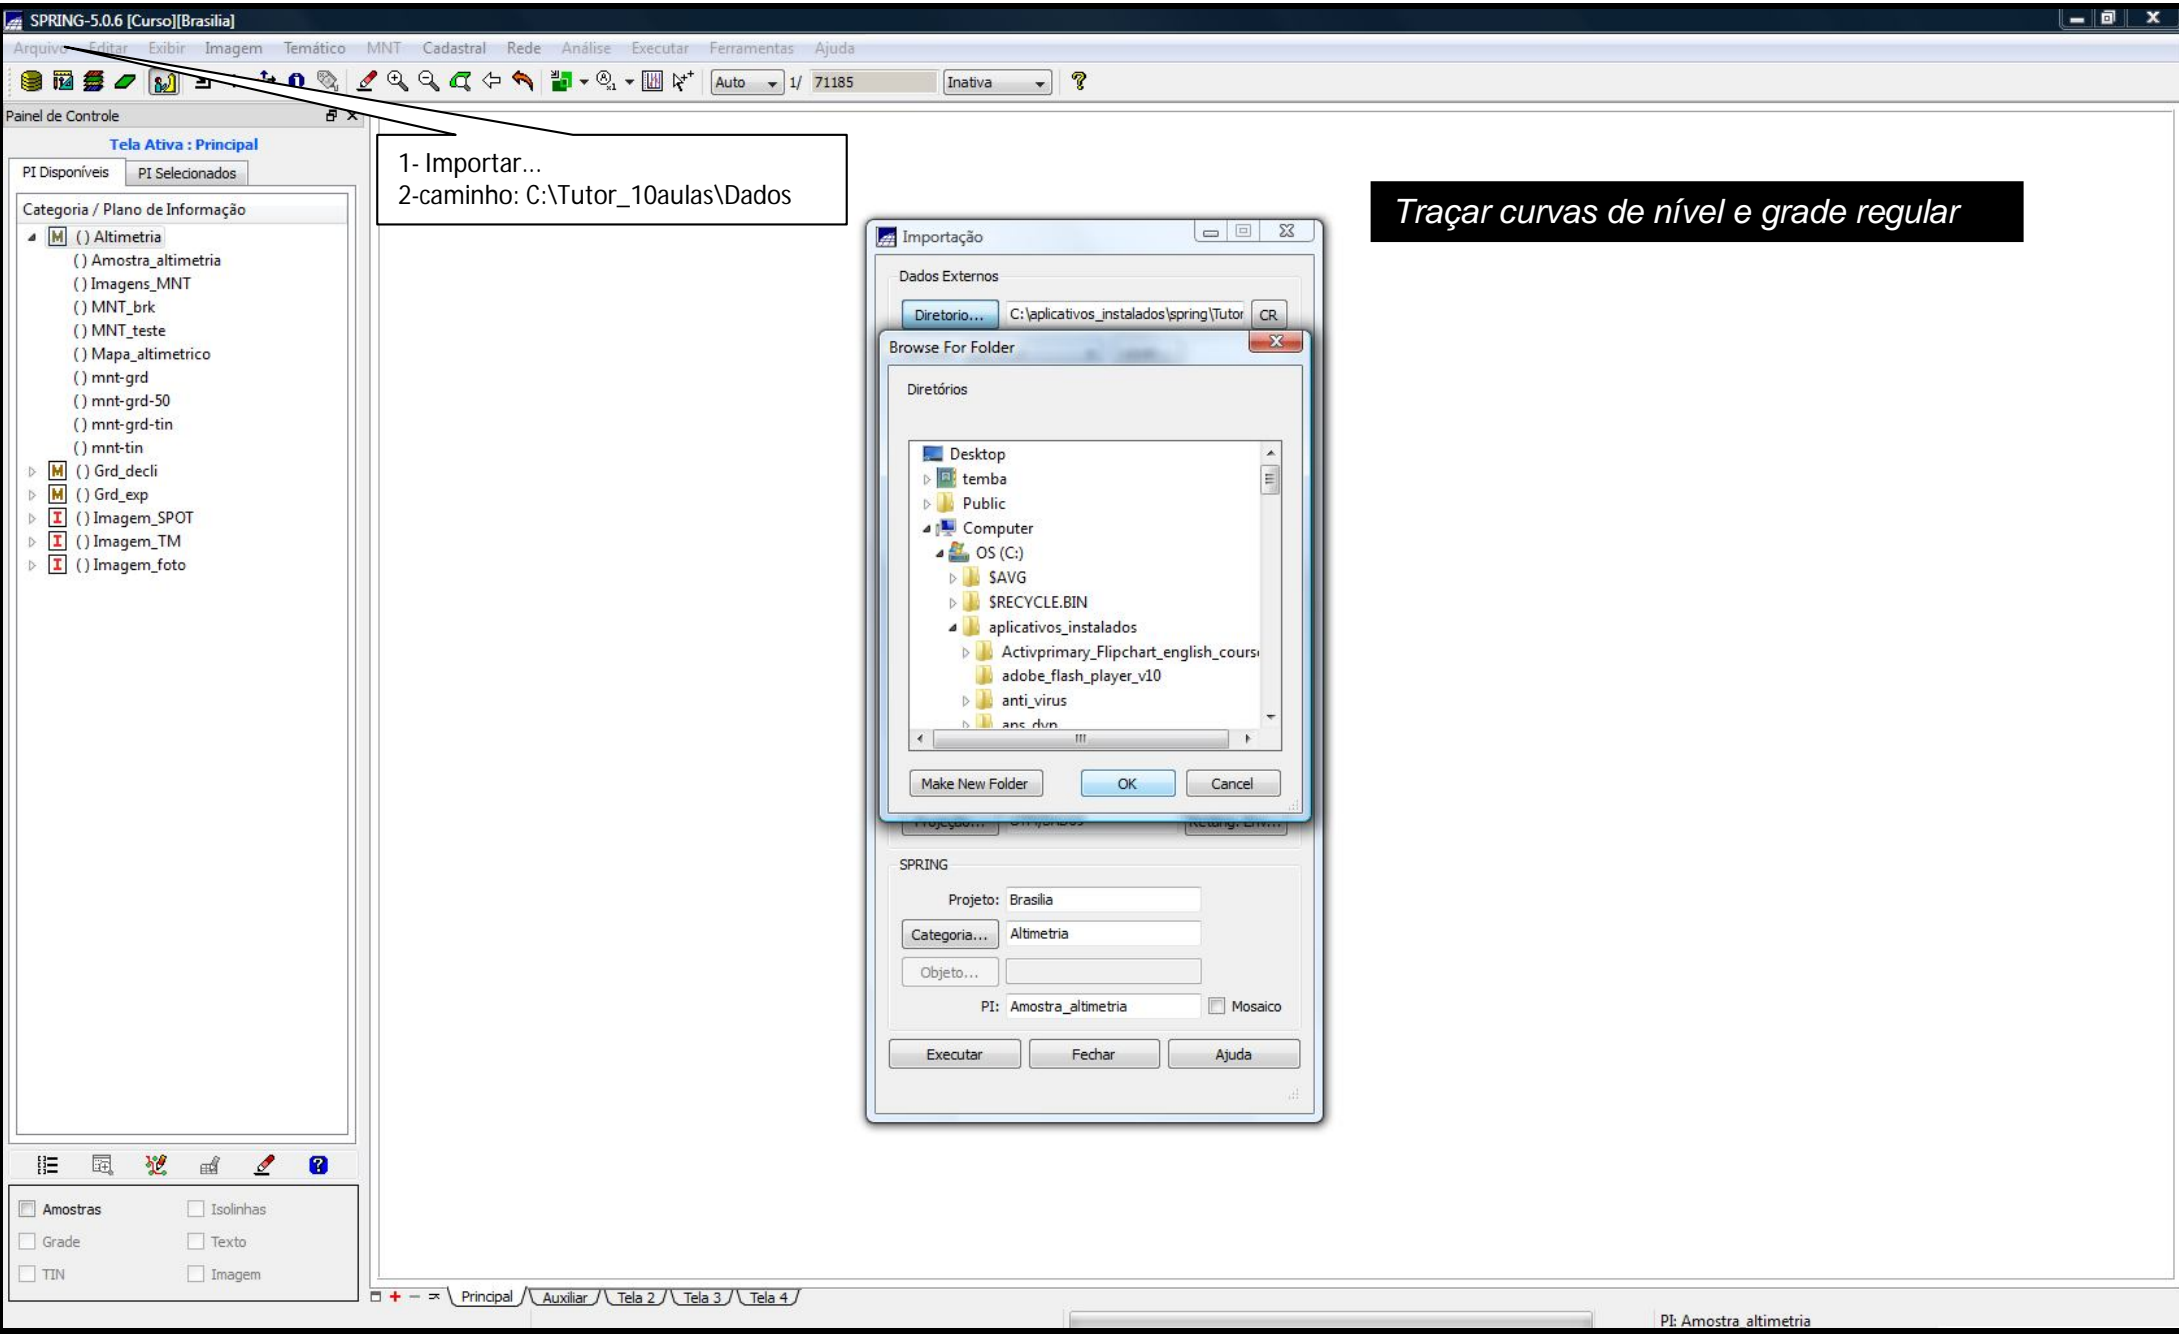 SPRING-5.0.6 [Curso][Brasilia]
Arquivo Editar Exibir Imagem Temático MNT Cadastral Rede Análise Executar Ferramentas Ajuda
Auto 1/ 71185 Inativa
Painel de Controle
Tela Ativa : Principal
PI Disponíveis PI Selecionados
Categoria / Plano de Informação
M () Altimetria
() Amostra_altimetria
() Imagens_MNT
() MNT_brk
() MNT_teste
() Mapa_altimetrico
() mnt-grd
() mnt-grd-50
() mnt-grd-tin
() mnt-tin
M () Grd_decli
M () Grd_exp
I () Imagem_SPOT
I () Imagem_TM
I () Imagem_foto
Amostras Isolinhas
Grade Texto
TIN Imagem
1- Importar...
2-caminho: C:\Tutor_10aulas\Dados
Traçar curvas de nível e grade regular
Importação
Dados Externos
Diretorio... C:\aplicativos_instalados\spring\Tutor CR
Browse For Folder
Diretórios
Desktop
temba
Public
Computer
OS (C:)
$AVG
$RECYCLE.BIN
aplicativos_instalados
Activprimary_Flipchart_english_cours
adobe_flash_player_v10
anti_virus
ans_dyn
Make New Folder OK Cancel
SPRING
Projeto: Brasilia
Categoria... Altimetria
Objeto...
PI: Amostra_altimetria Mosaico
Executar Fechar Ajuda
Principal Auxiliar Tela 2 Tela 3 Tela 4
PI: Amostra_altimetria